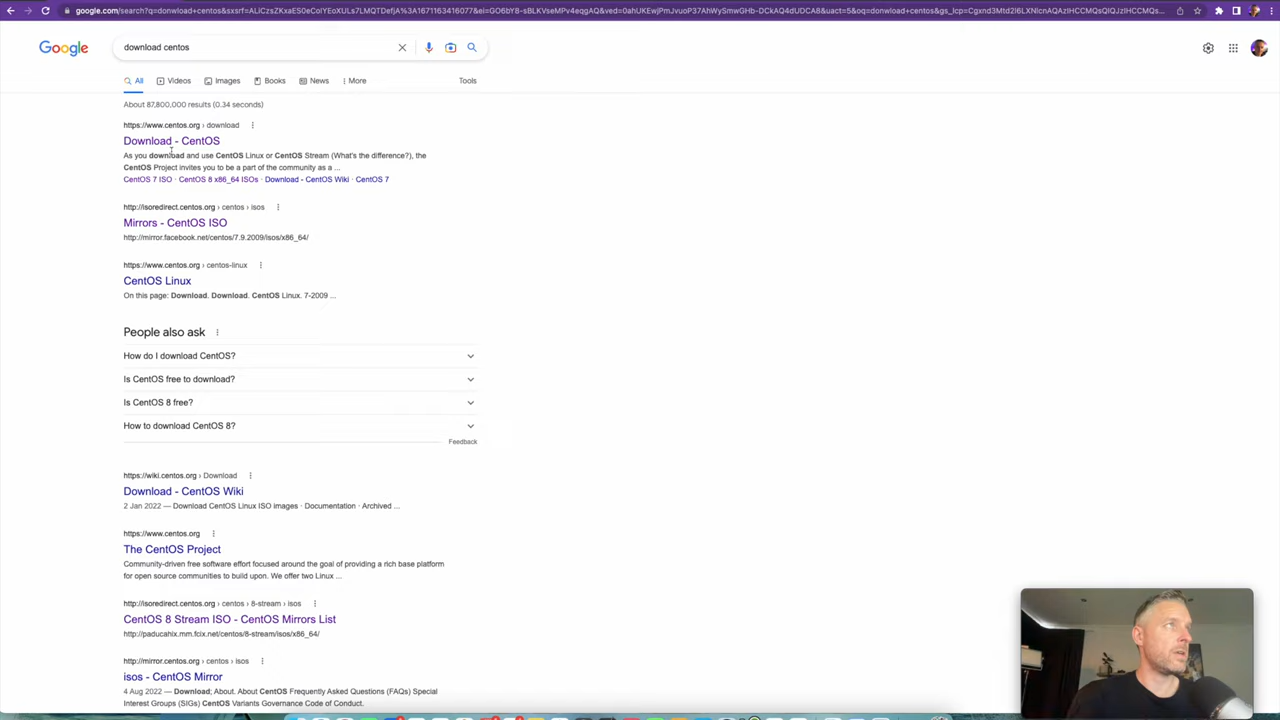 google.com/search?q=donwload+centos&sxsrf=
Google
download centos
All
Videos
Images
Books
News
More
Tools
About 87,800,000 results (0.34 seconds)
https://www.centos.org › download
Download - CentOS
As you download and use CentOS Linux or CentOS Stream (What's the difference?), the
CentOS Project invites you to be a part of the community as a ...
CentOS 7 ISO · CentOS 8 x86_64 ISOs · Download - CentOS Wiki · CentOS 7
http://isoredirect.centos.org › centos › isos
Mirrors - CentOS ISO
http://mirror.facebook.net/centos/7.9.2009/isos/x86_64/
https://www.centos.org › centos-linux
CentOS Linux
On this page: Download. Download. CentOS Linux. 7-2009 ...
People also ask
How do I download CentOS?
Is CentOS free to download?
Is CentOS 8 free?
How to download CentOS 8?
Feedback
https://wiki.centos.org › Download
Download - CentOS Wiki
2 Jan 2022 — Download CentOS Linux ISO images · Documentation · Archived ...
https://www.centos.org
The CentOS Project
Community-driven free software effort focused around the goal of providing a rich base platform
for open source communities to build upon. We offer two Linux ...
http://isoredirect.centos.org › centos › 8-stream › isos
CentOS 8 Stream ISO - CentOS Mirrors List
http://paducahix.mm.fcix.net/centos/8-stream/isos/x86_64/
http://mirror.centos.org › centos › isos
isos - CentOS Mirror
4 Aug 2022 — Download; About. About CentOS Frequently Asked Questions (FAQs) Special
Interest Groups (SIGs) CentOS Variants Governance Code of Conduct.